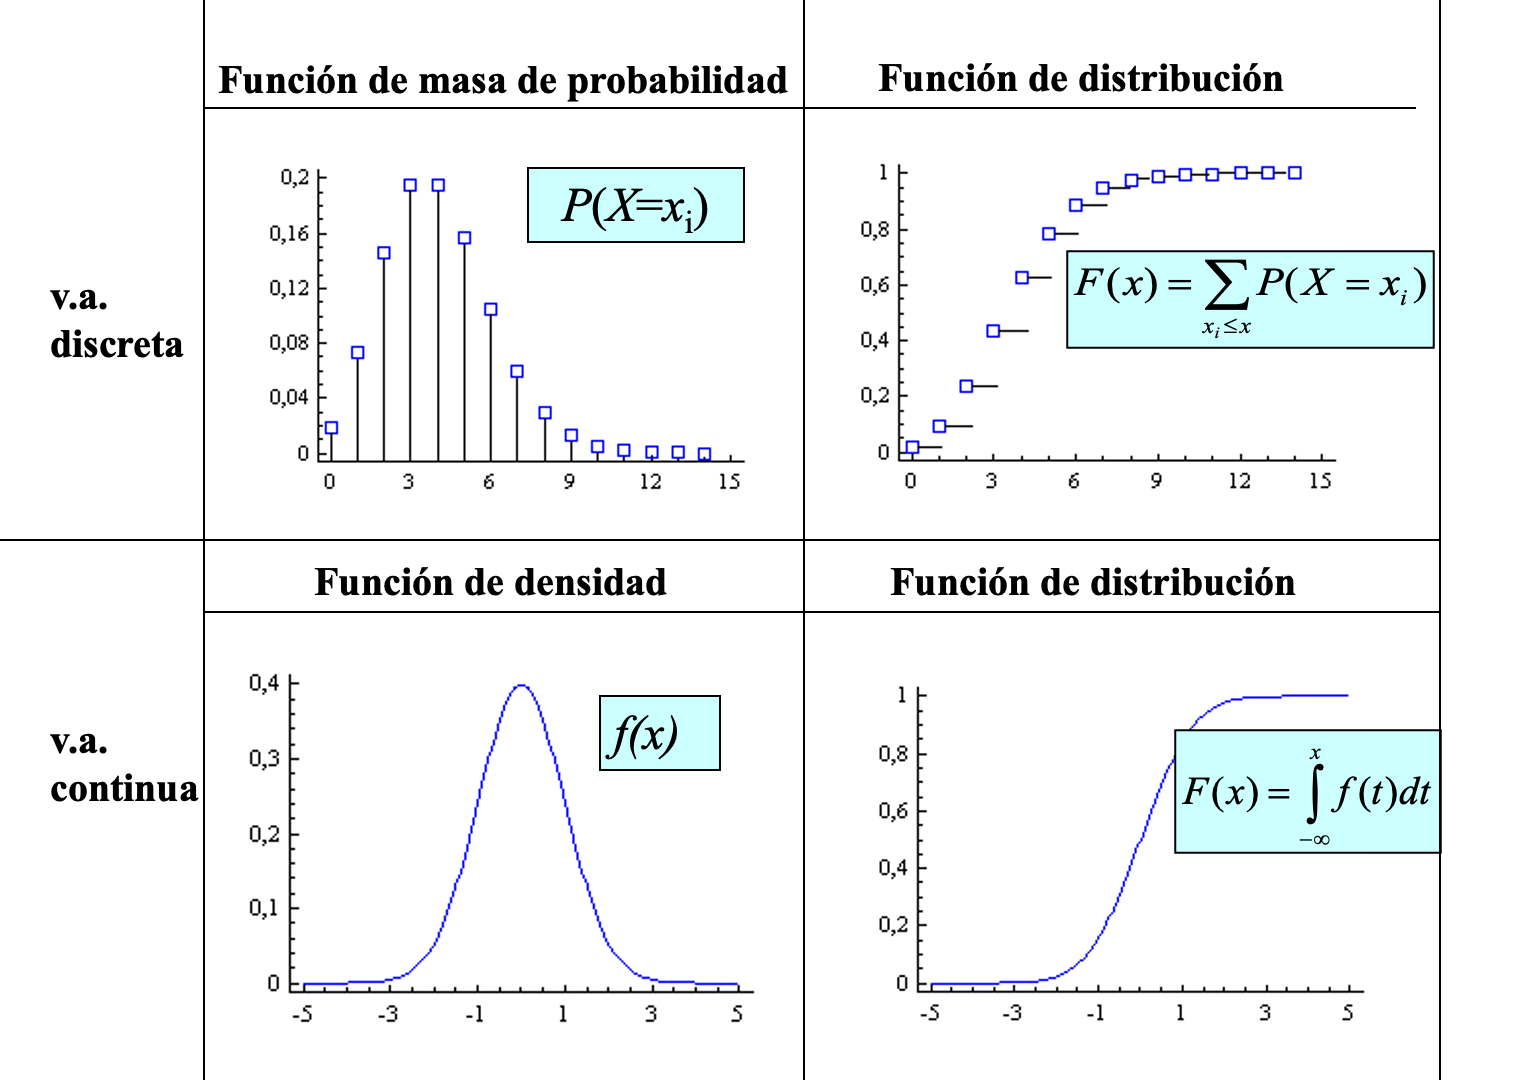 Función de masa de probabilidad
Función de distribución
v.a.
discreta
0,2
0,16
0,12
0,08
0,04
0
0 3 6 9 12 15
P(X=xi)
1
0,8
0,6
0,4
0,2
0
0 3 6 9 12 15
F(x) = ∑ P(X = xi)
xi≤x
Función de densidad
Función de distribución
v.a.
continua
0,4
0,3
0,2
0,1
0
-5 -3 -1 1 3 5
f(x)
1
0,8
0,6
0,4
0,2
0
-5 -3 -1 1 3 5
x
F(x) = ∫ f(t)dt
−∞